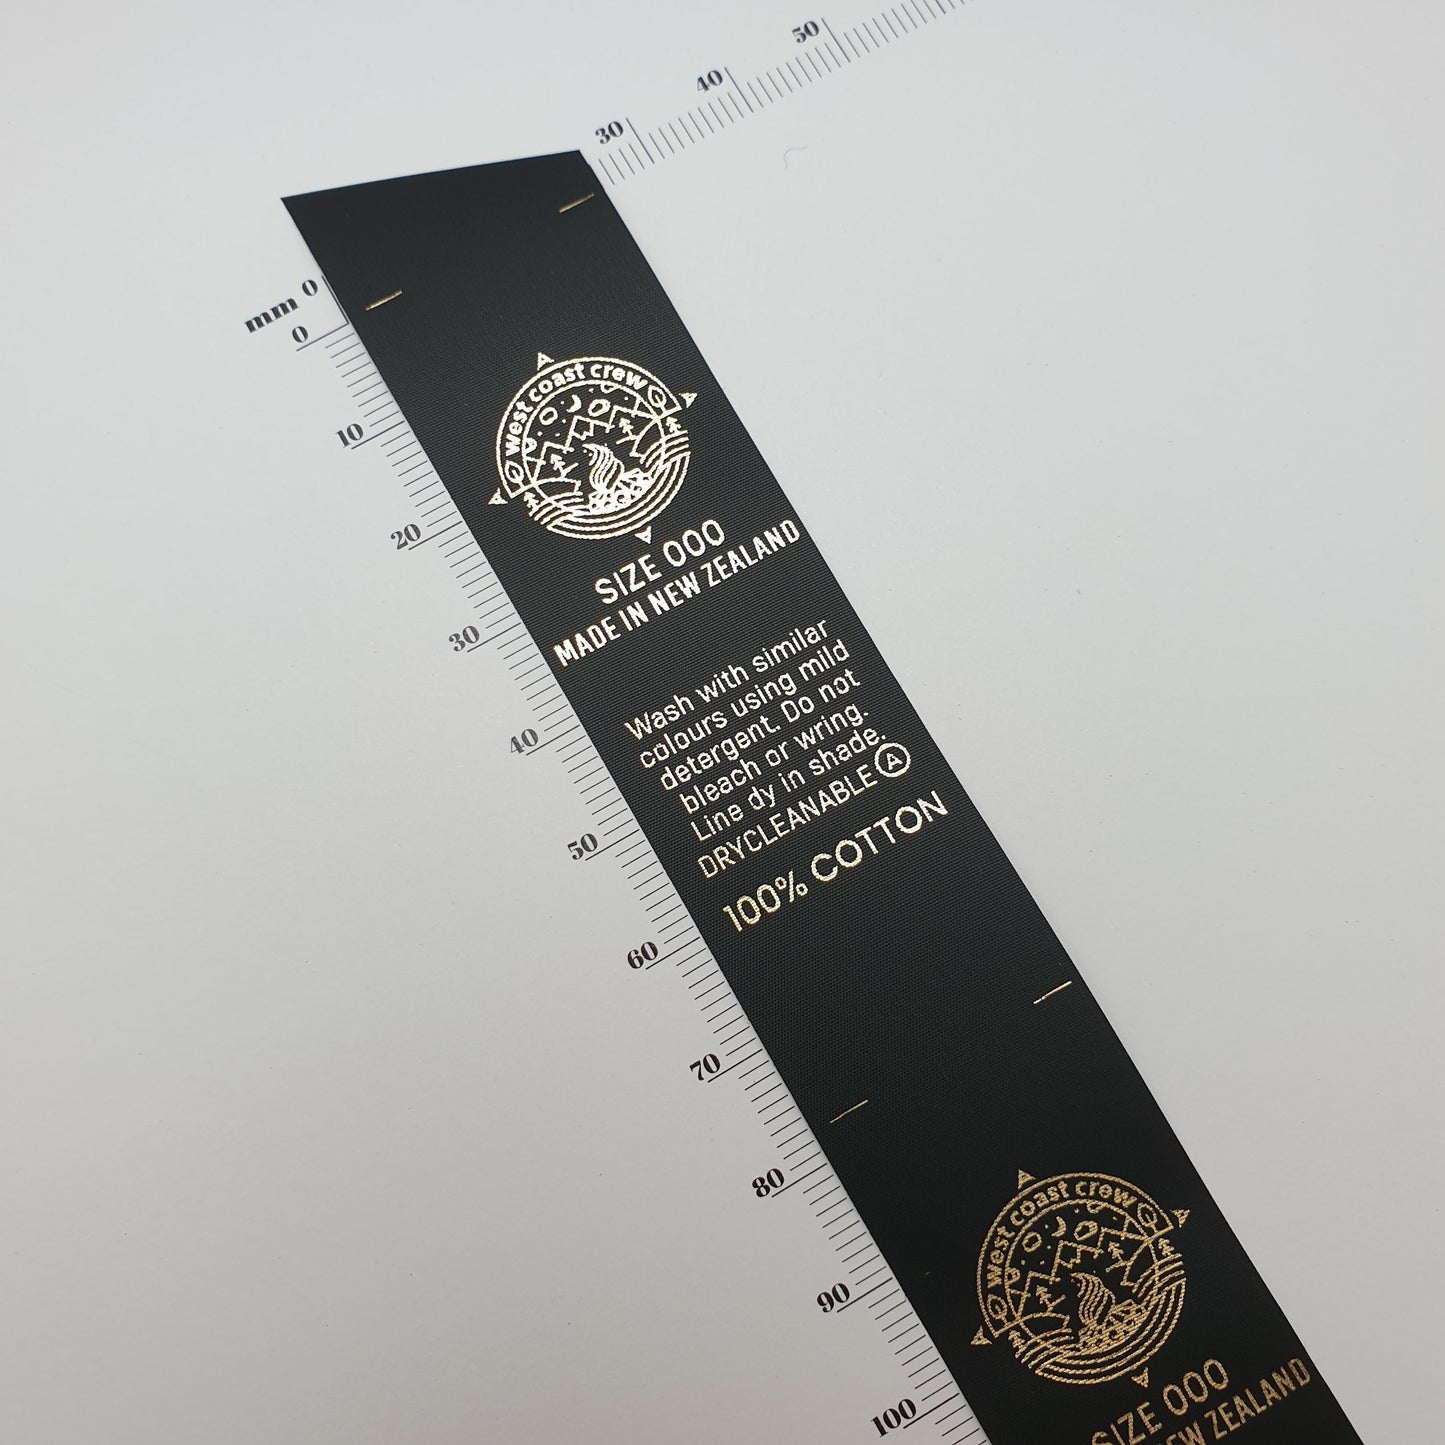 50
40
30
mm 0
0
10
20
30
40
50
60
70
80
90
100
west coast crew
SIZE 000
MADE IN NEW ZEALAND
Wash with similar
colours using mild
detergent. Do not
bleach or wring.
Line dy in shade.
DRYCLEANABLE A
100% COTTON
west coast crew
SIZE 000
EW ZEALAND